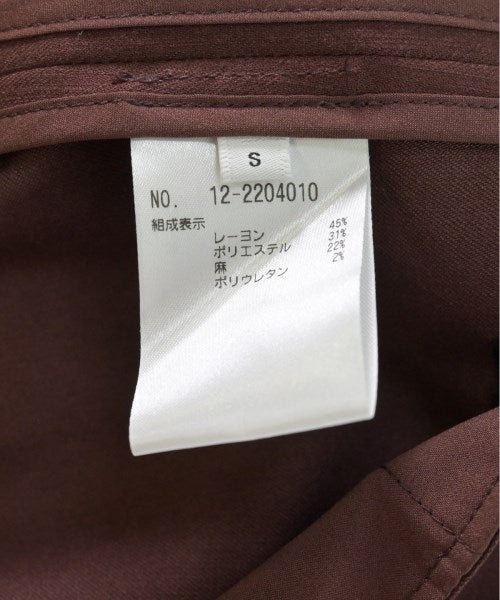 S
NO. 12-2204010
組成表示
レーヨン 45%
ポリエステル 31%
麻 22%
ポリウレタン 2%